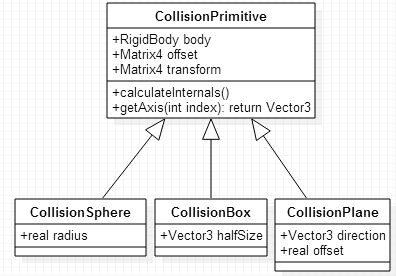 CollisionPrimitive
+RigidBody body
+Matrix4 offset
+Matrix4 transform
+calculateInternals()
+getAxis(int index): return Vector3
CollisionSphere
+real radius
CollisionBox
+Vector3 halfSize
CollisionPlane
+Vector3 direction
+real offset